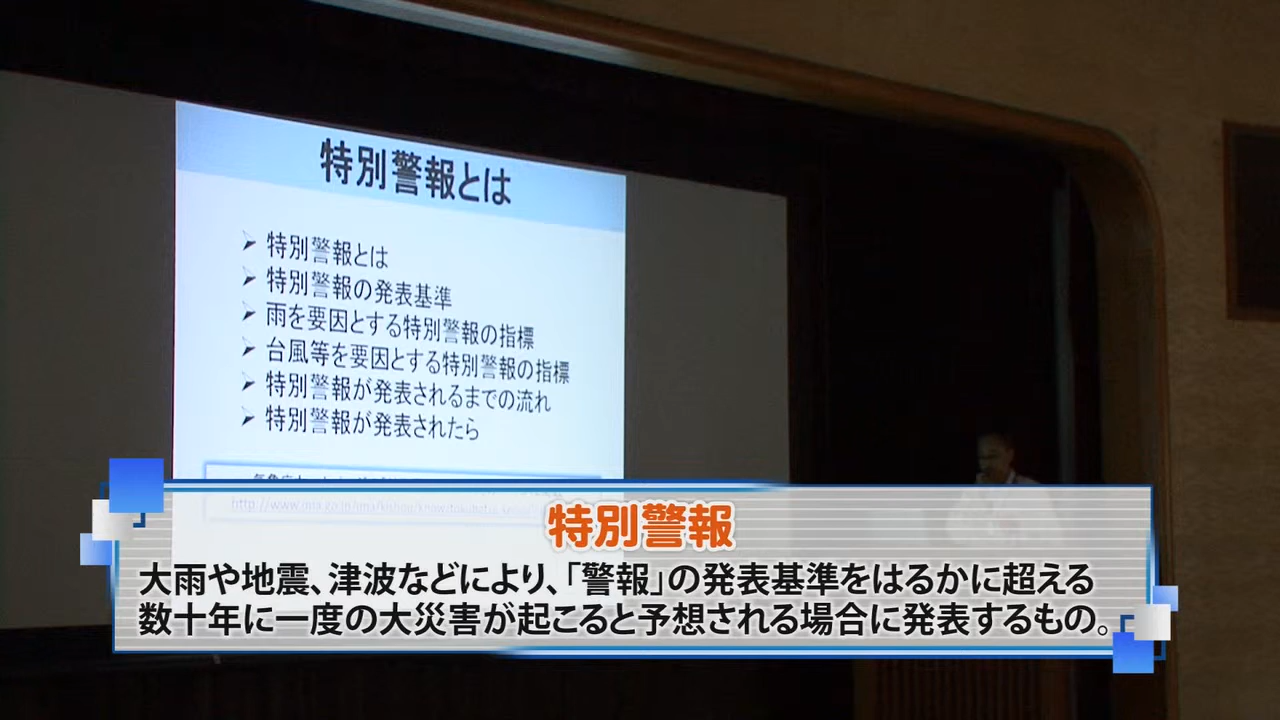 特別警報とは
➢ 特別警報とは
➢ 特別警報の発表基準
➢ 雨を要因とする特別警報の指標
➢ 台風等を要因とする特別警報の指標
➢ 特別警報が発表されるまでの流れ
➢ 特別警報が発表されたら
特別警報
大雨や地震、津波などにより、「警報」の発表基準をはるかに超える
数十年に一度の大災害が起こると予想される場合に発表するもの。